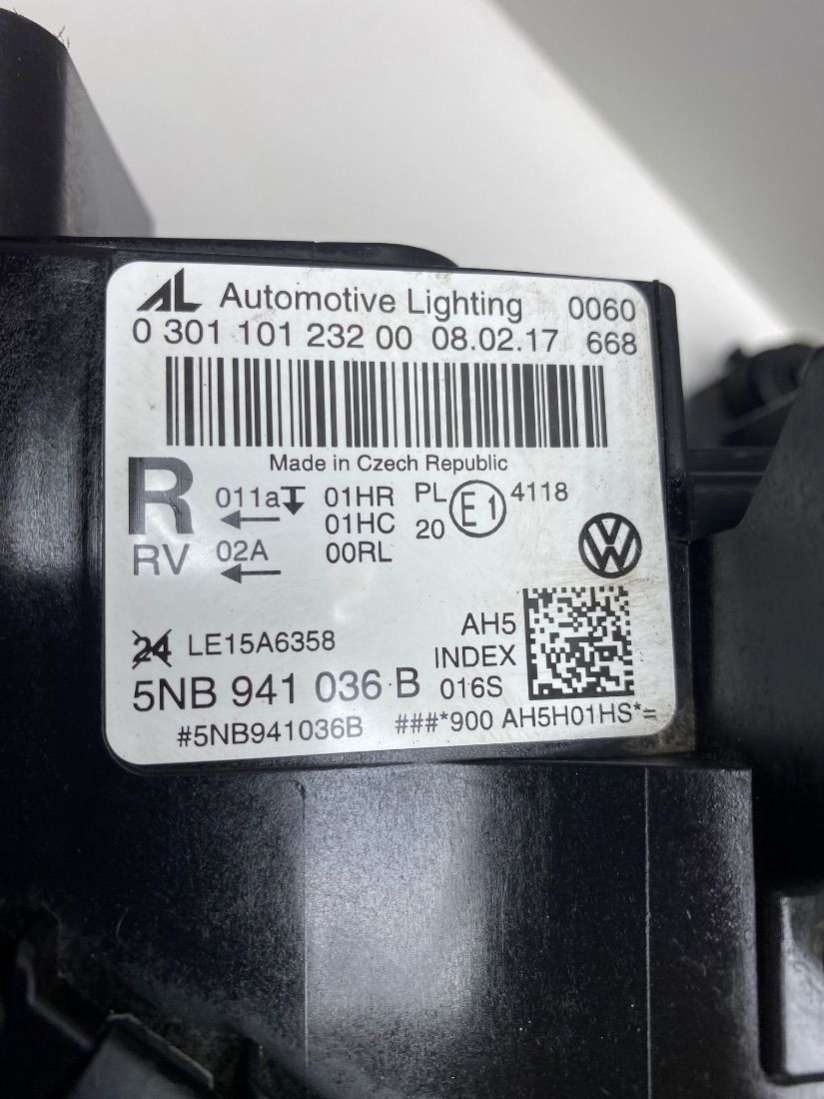 AL Automotive Lighting 0060
0 301 101 232 00 08.02.17 668
Made in Czech Republic
R 011a 01HR PL E1 4118
01HC 20
RV 02A 00RL
24 LE15A6358 AH5
INDEX
5NB 941 036 B 016S
#5NB941036B ###*900 AH5H01HS*=